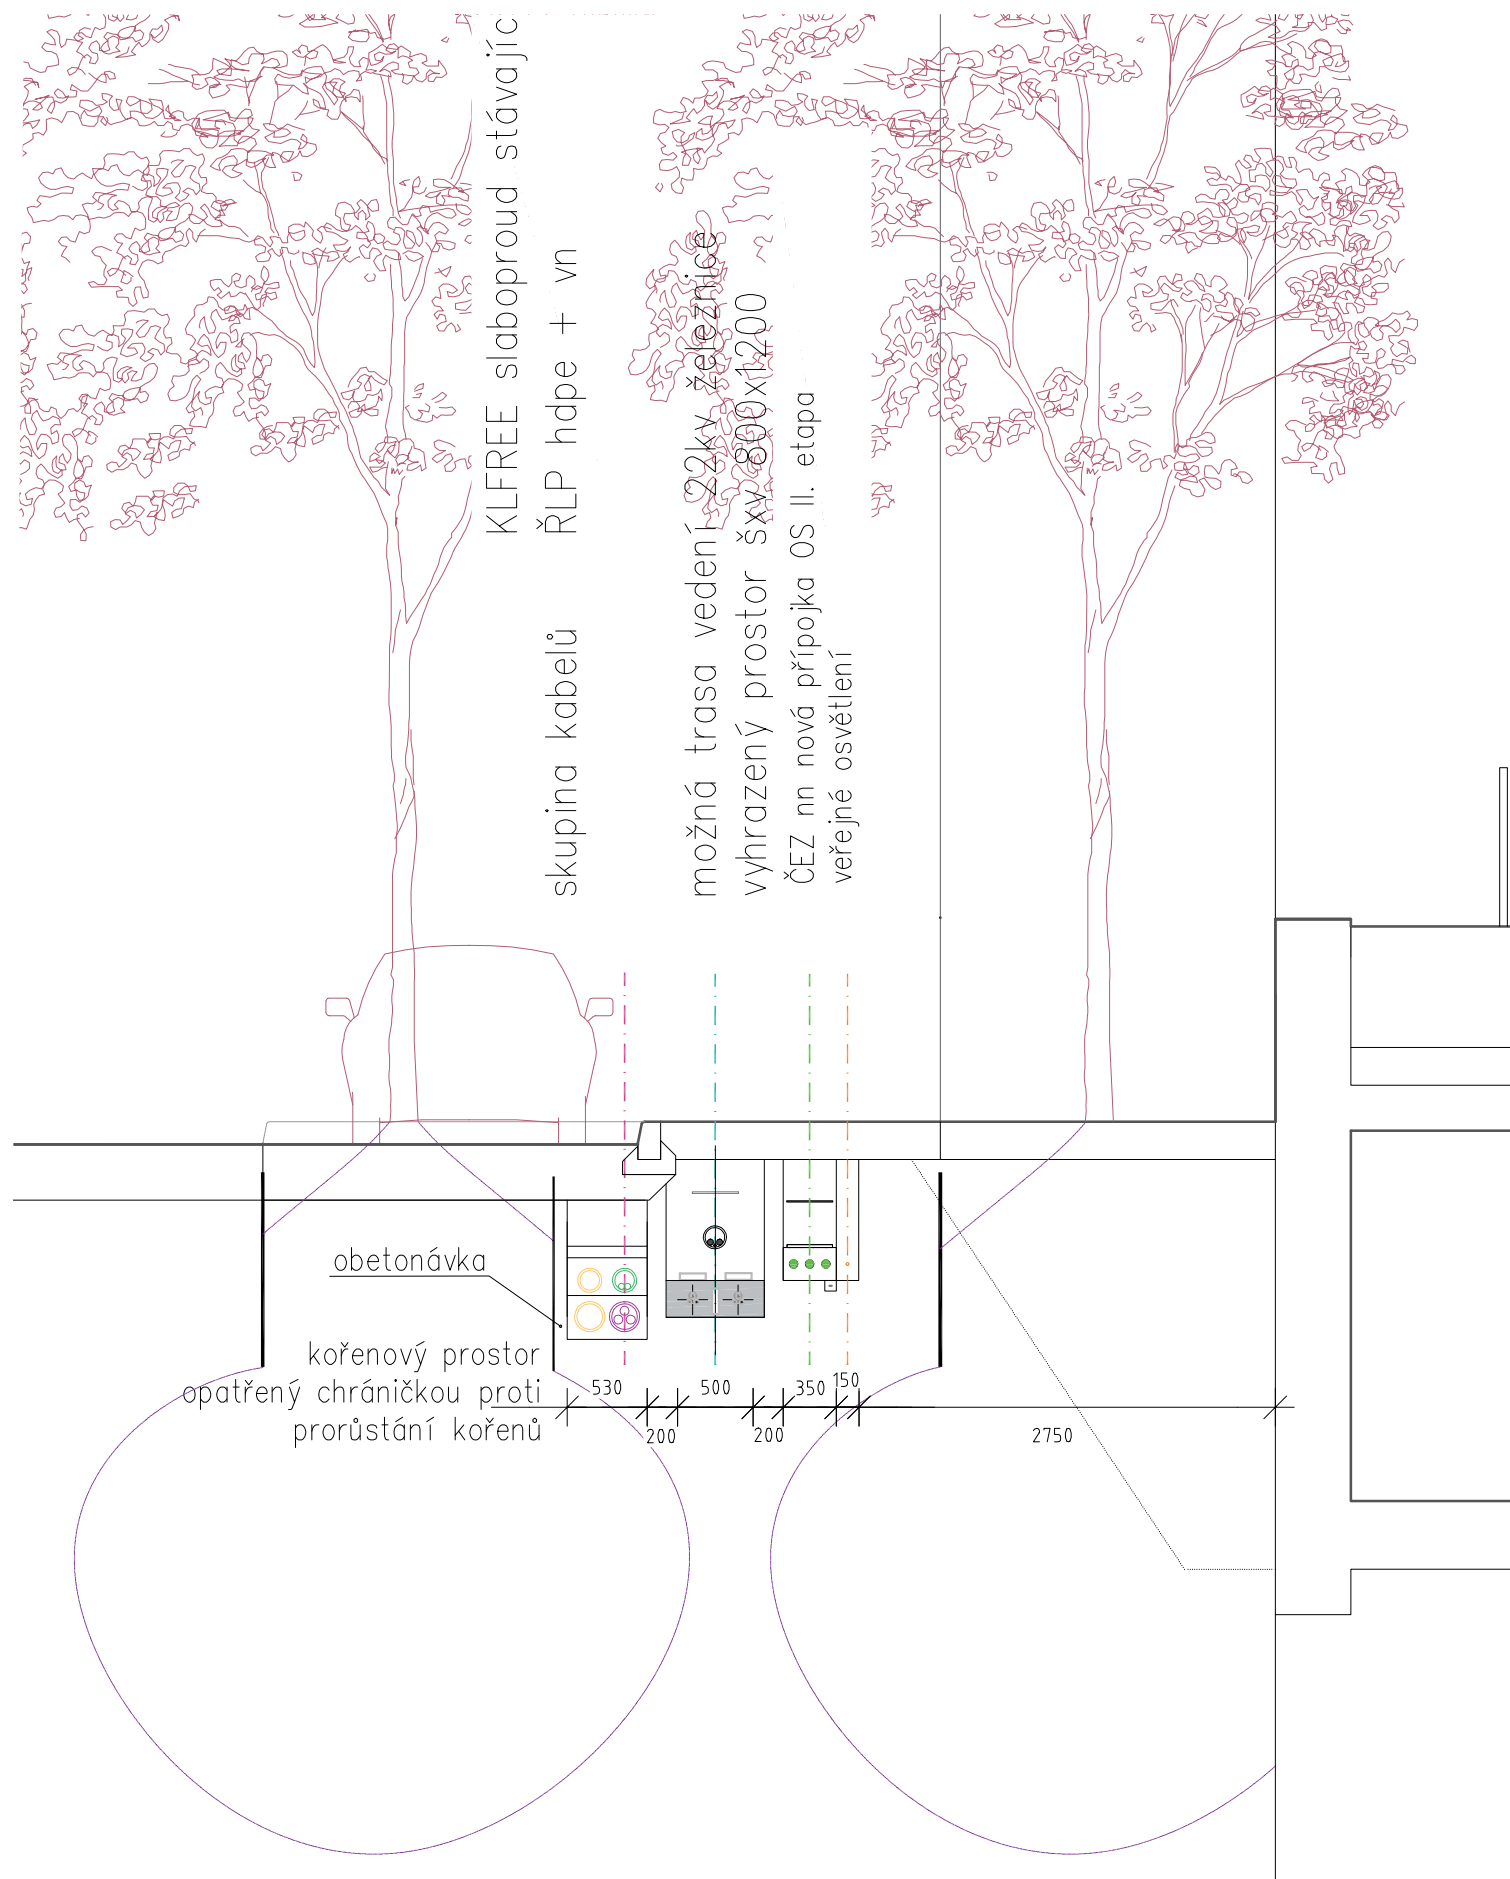 KLFREE slaboproud stávajíc
skupina kabelů ŘLP hdpe + vn
možná trasa vedení 22kv železnice
vyhrazený prostor šxv 800x1200
ČEZ nn nová přípojka OS II. etapa
veřejné osvětlení
obetonávka
kořenový prostor
opatřený chráničkou proti
prorůstání kořenů
530
200
500
200
350
150
2750